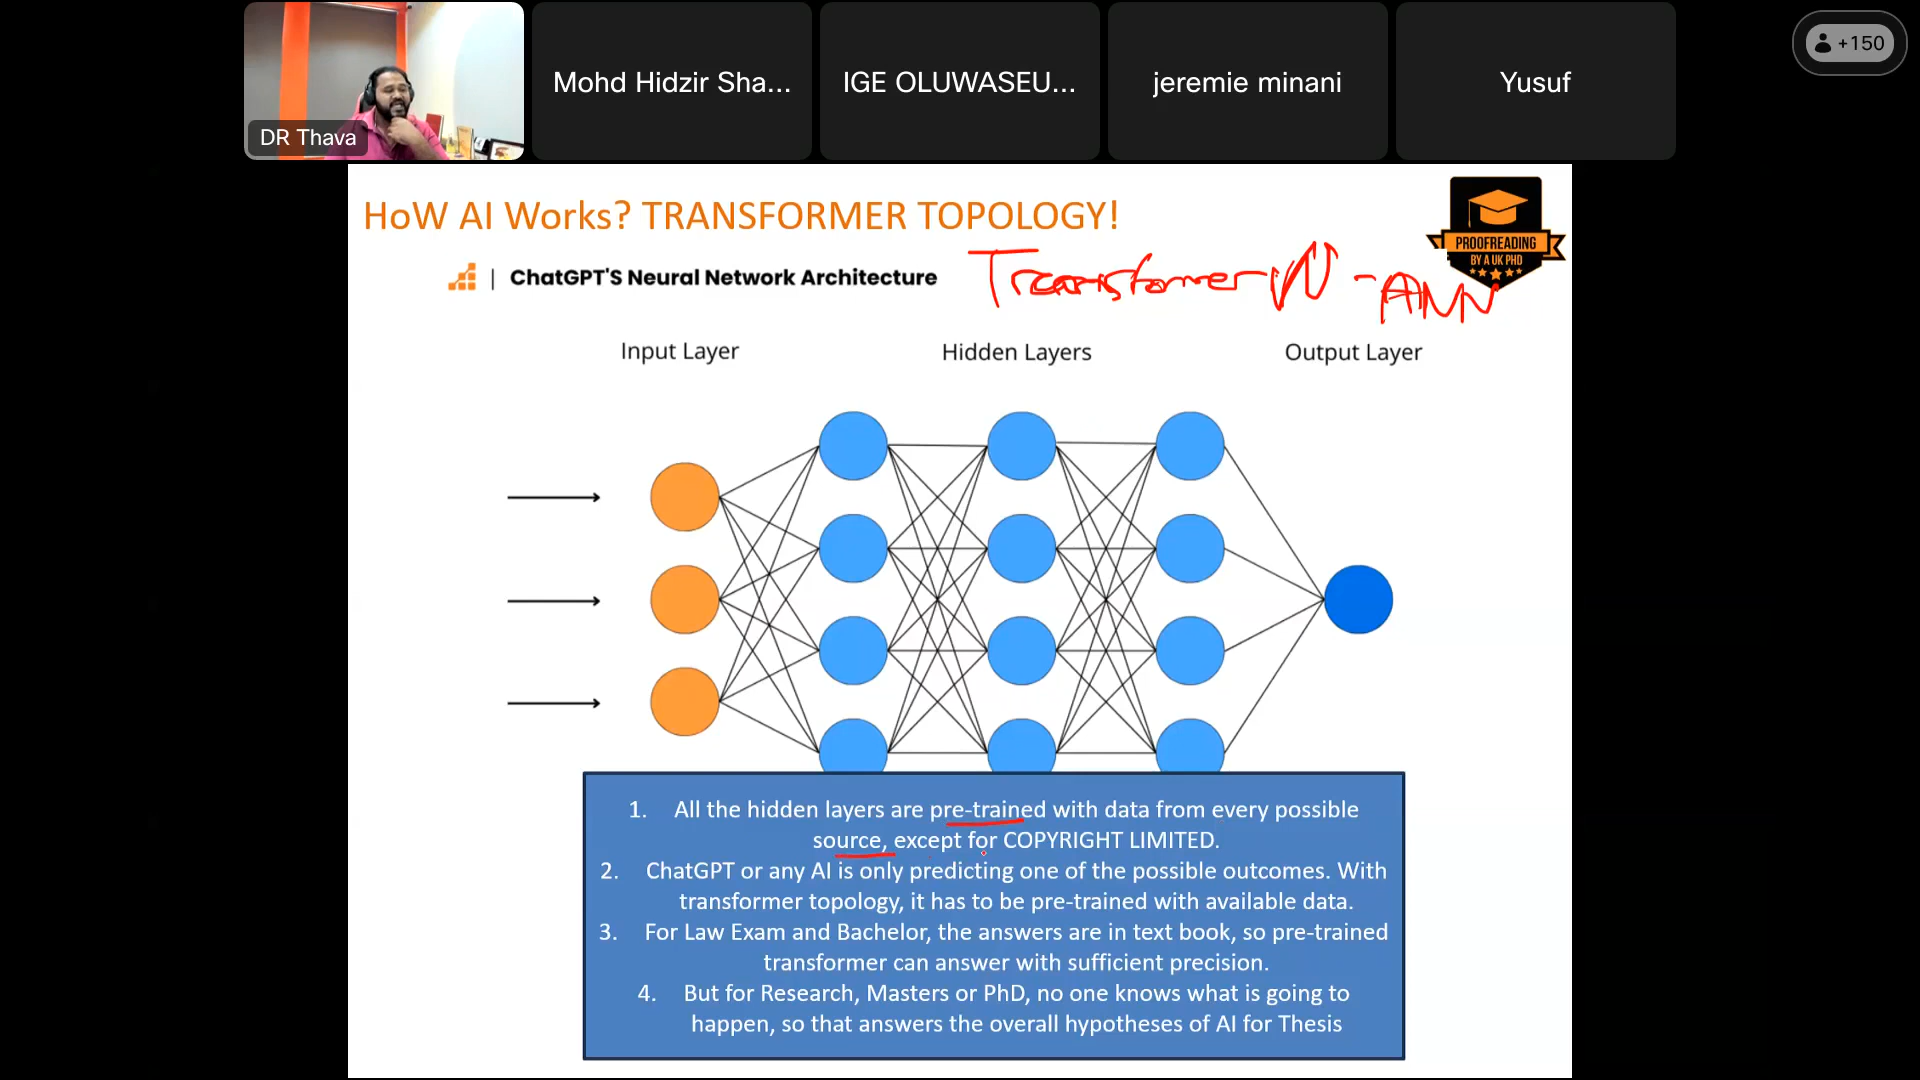 Mohd Hidzir Sha...
IGE OLUWASEU...
jeremie minani
Yusuf
+150
DR Thava
HoW AI Works? TRANSFORMER TOPOLOGY!
PROOFREADING
BY A UK PHD
| ChatGPT'S Neural Network Architecture
Transformer NN - ANN
Input Layer
Hidden Layers
Output Layer
1. All the hidden layers are pre-trained with data from every possible
source, except for COPYRIGHT LIMITED.
2. ChatGPT or any AI is only predicting one of the possible outcomes. With
transformer topology, it has to be pre-trained with available data.
3. For Law Exam and Bachelor, the answers are in text book, so pre-trained
transformer can answer with sufficient precision.
4. But for Research, Masters or PhD, no one knows what is going to
happen, so that answers the overall hypotheses of AI for Thesis